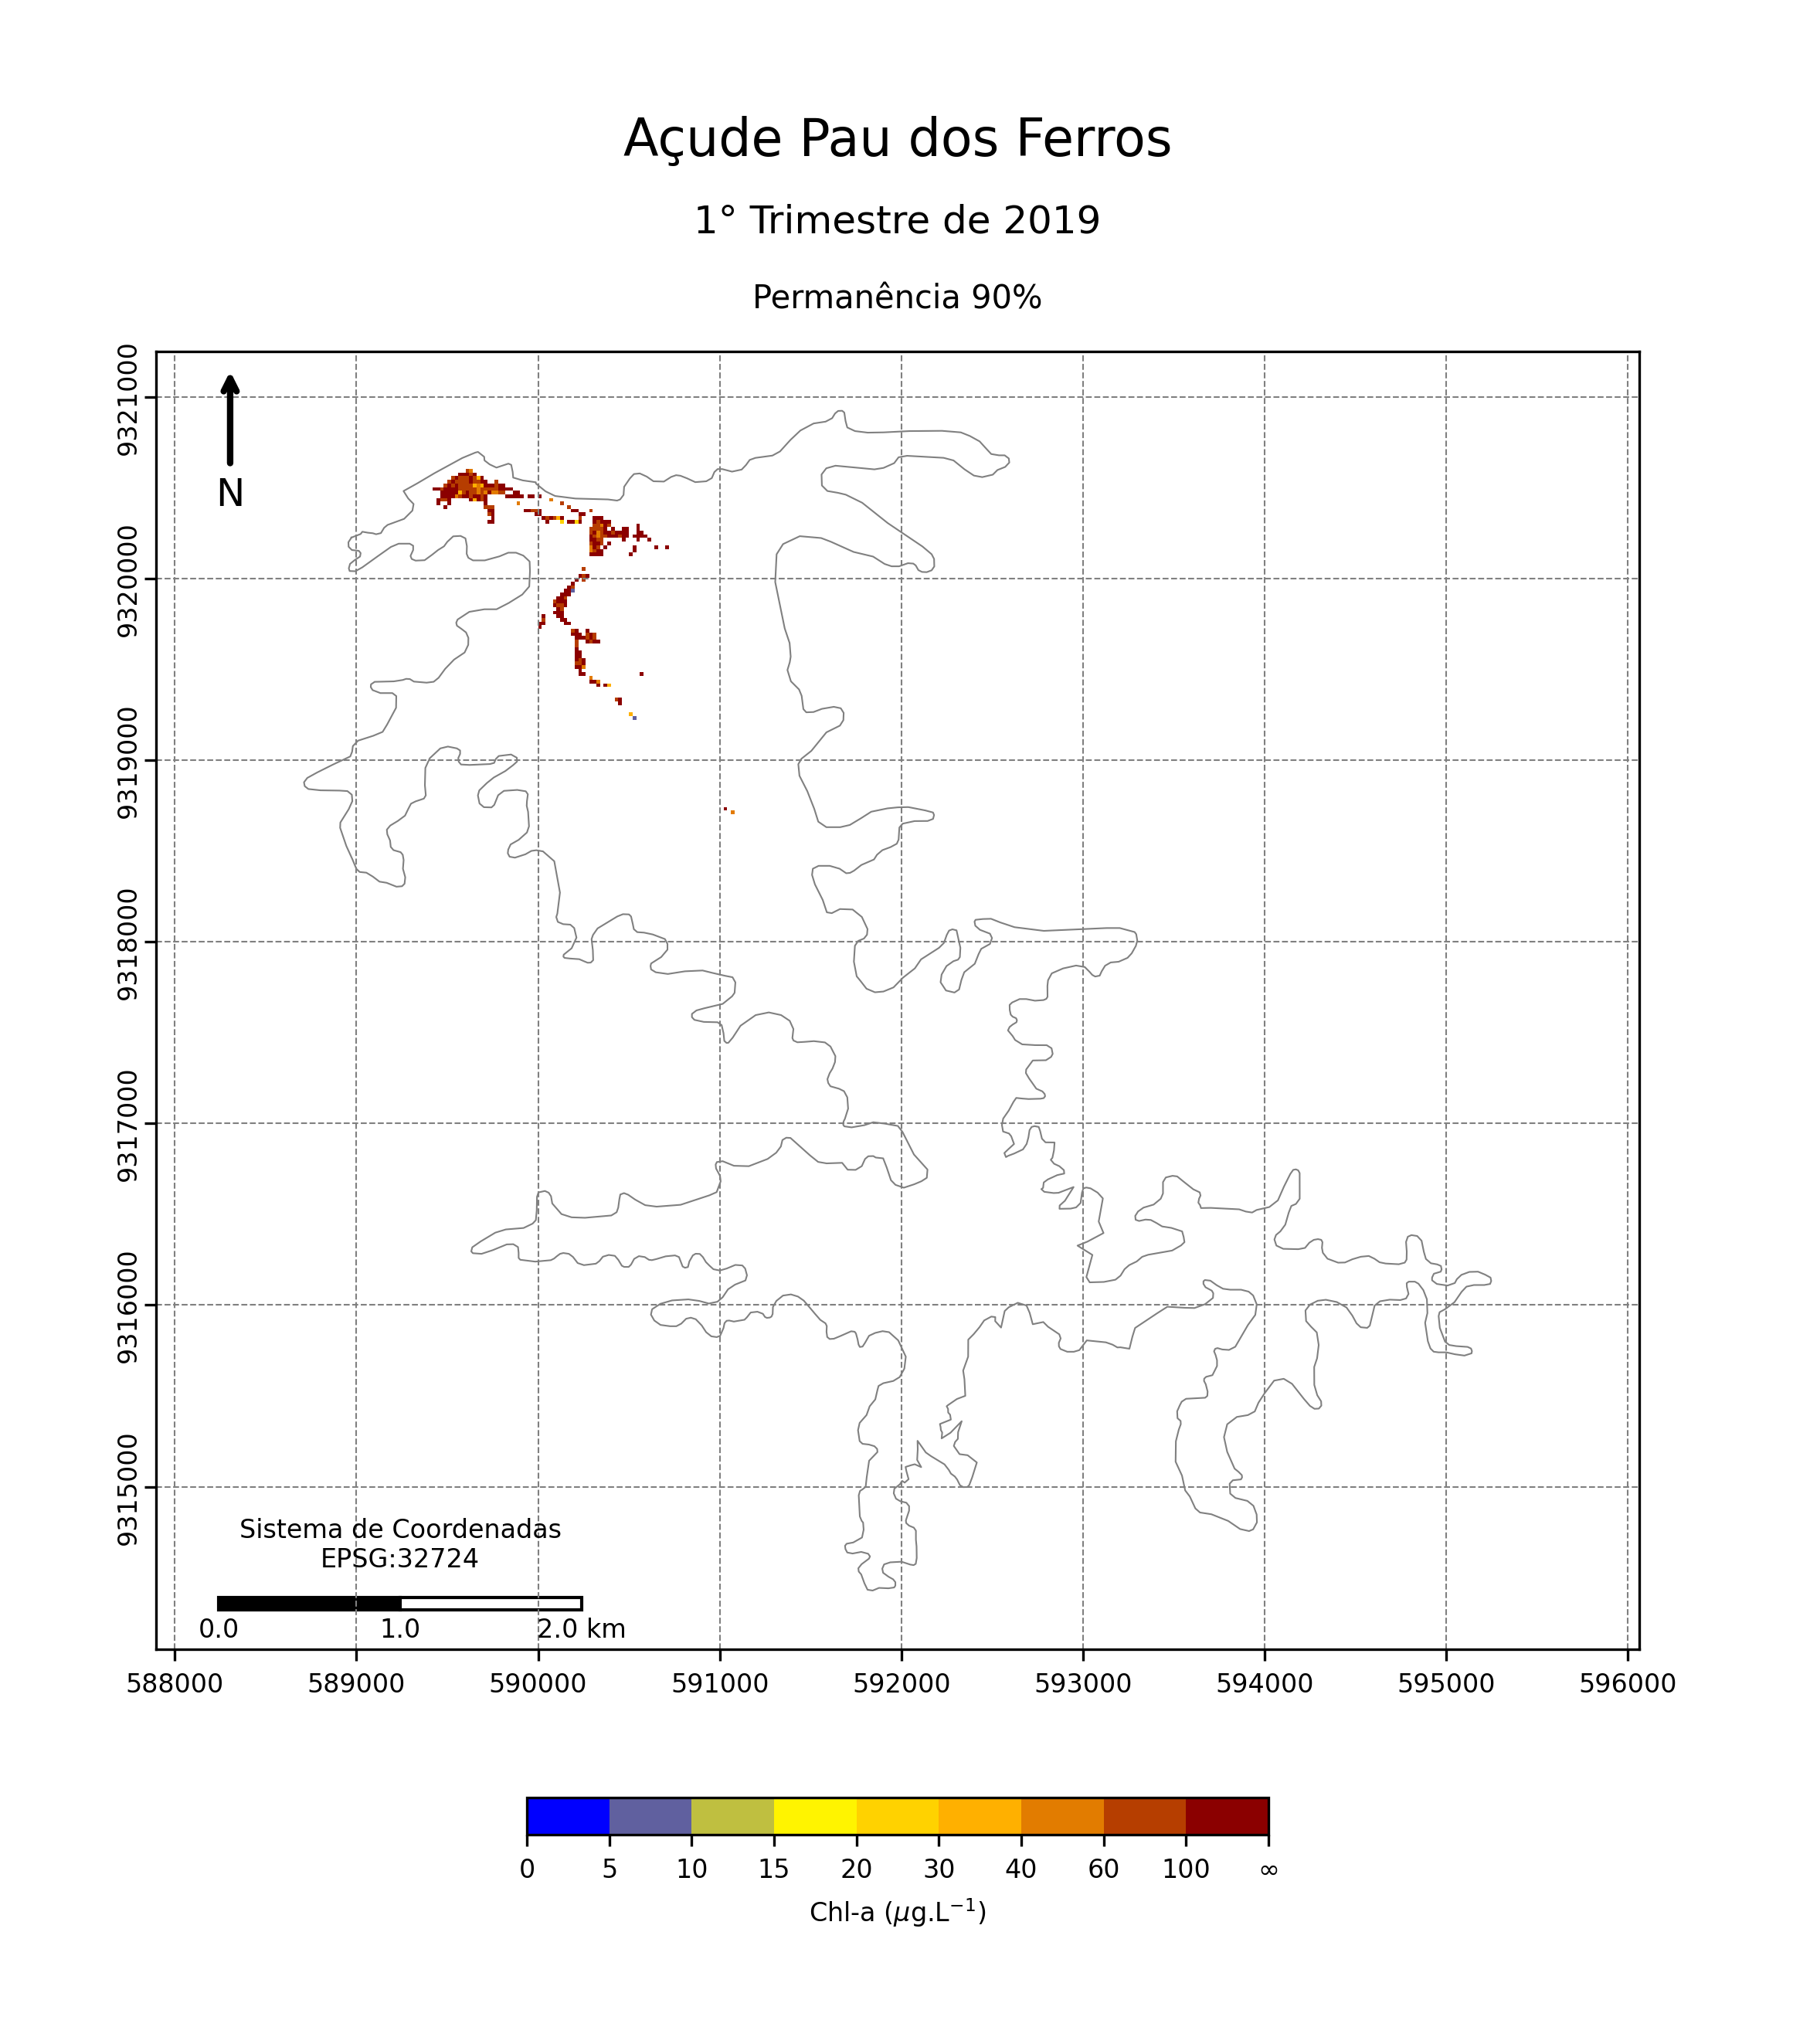 Açude Pau dos Ferros
1° Trimestre de 2019
Permanência 90%
9321000
9320000
9319000
9318000
9317000
9316000
9315000
N
Sistema de Coordenadas
EPSG:32724
0.0 1.0 2.0 km
588000 589000 590000 591000 592000 593000 594000 595000 596000
0 5 10 15 20 30 40 60 100 ∞
Chl-a (μg.L⁻¹)